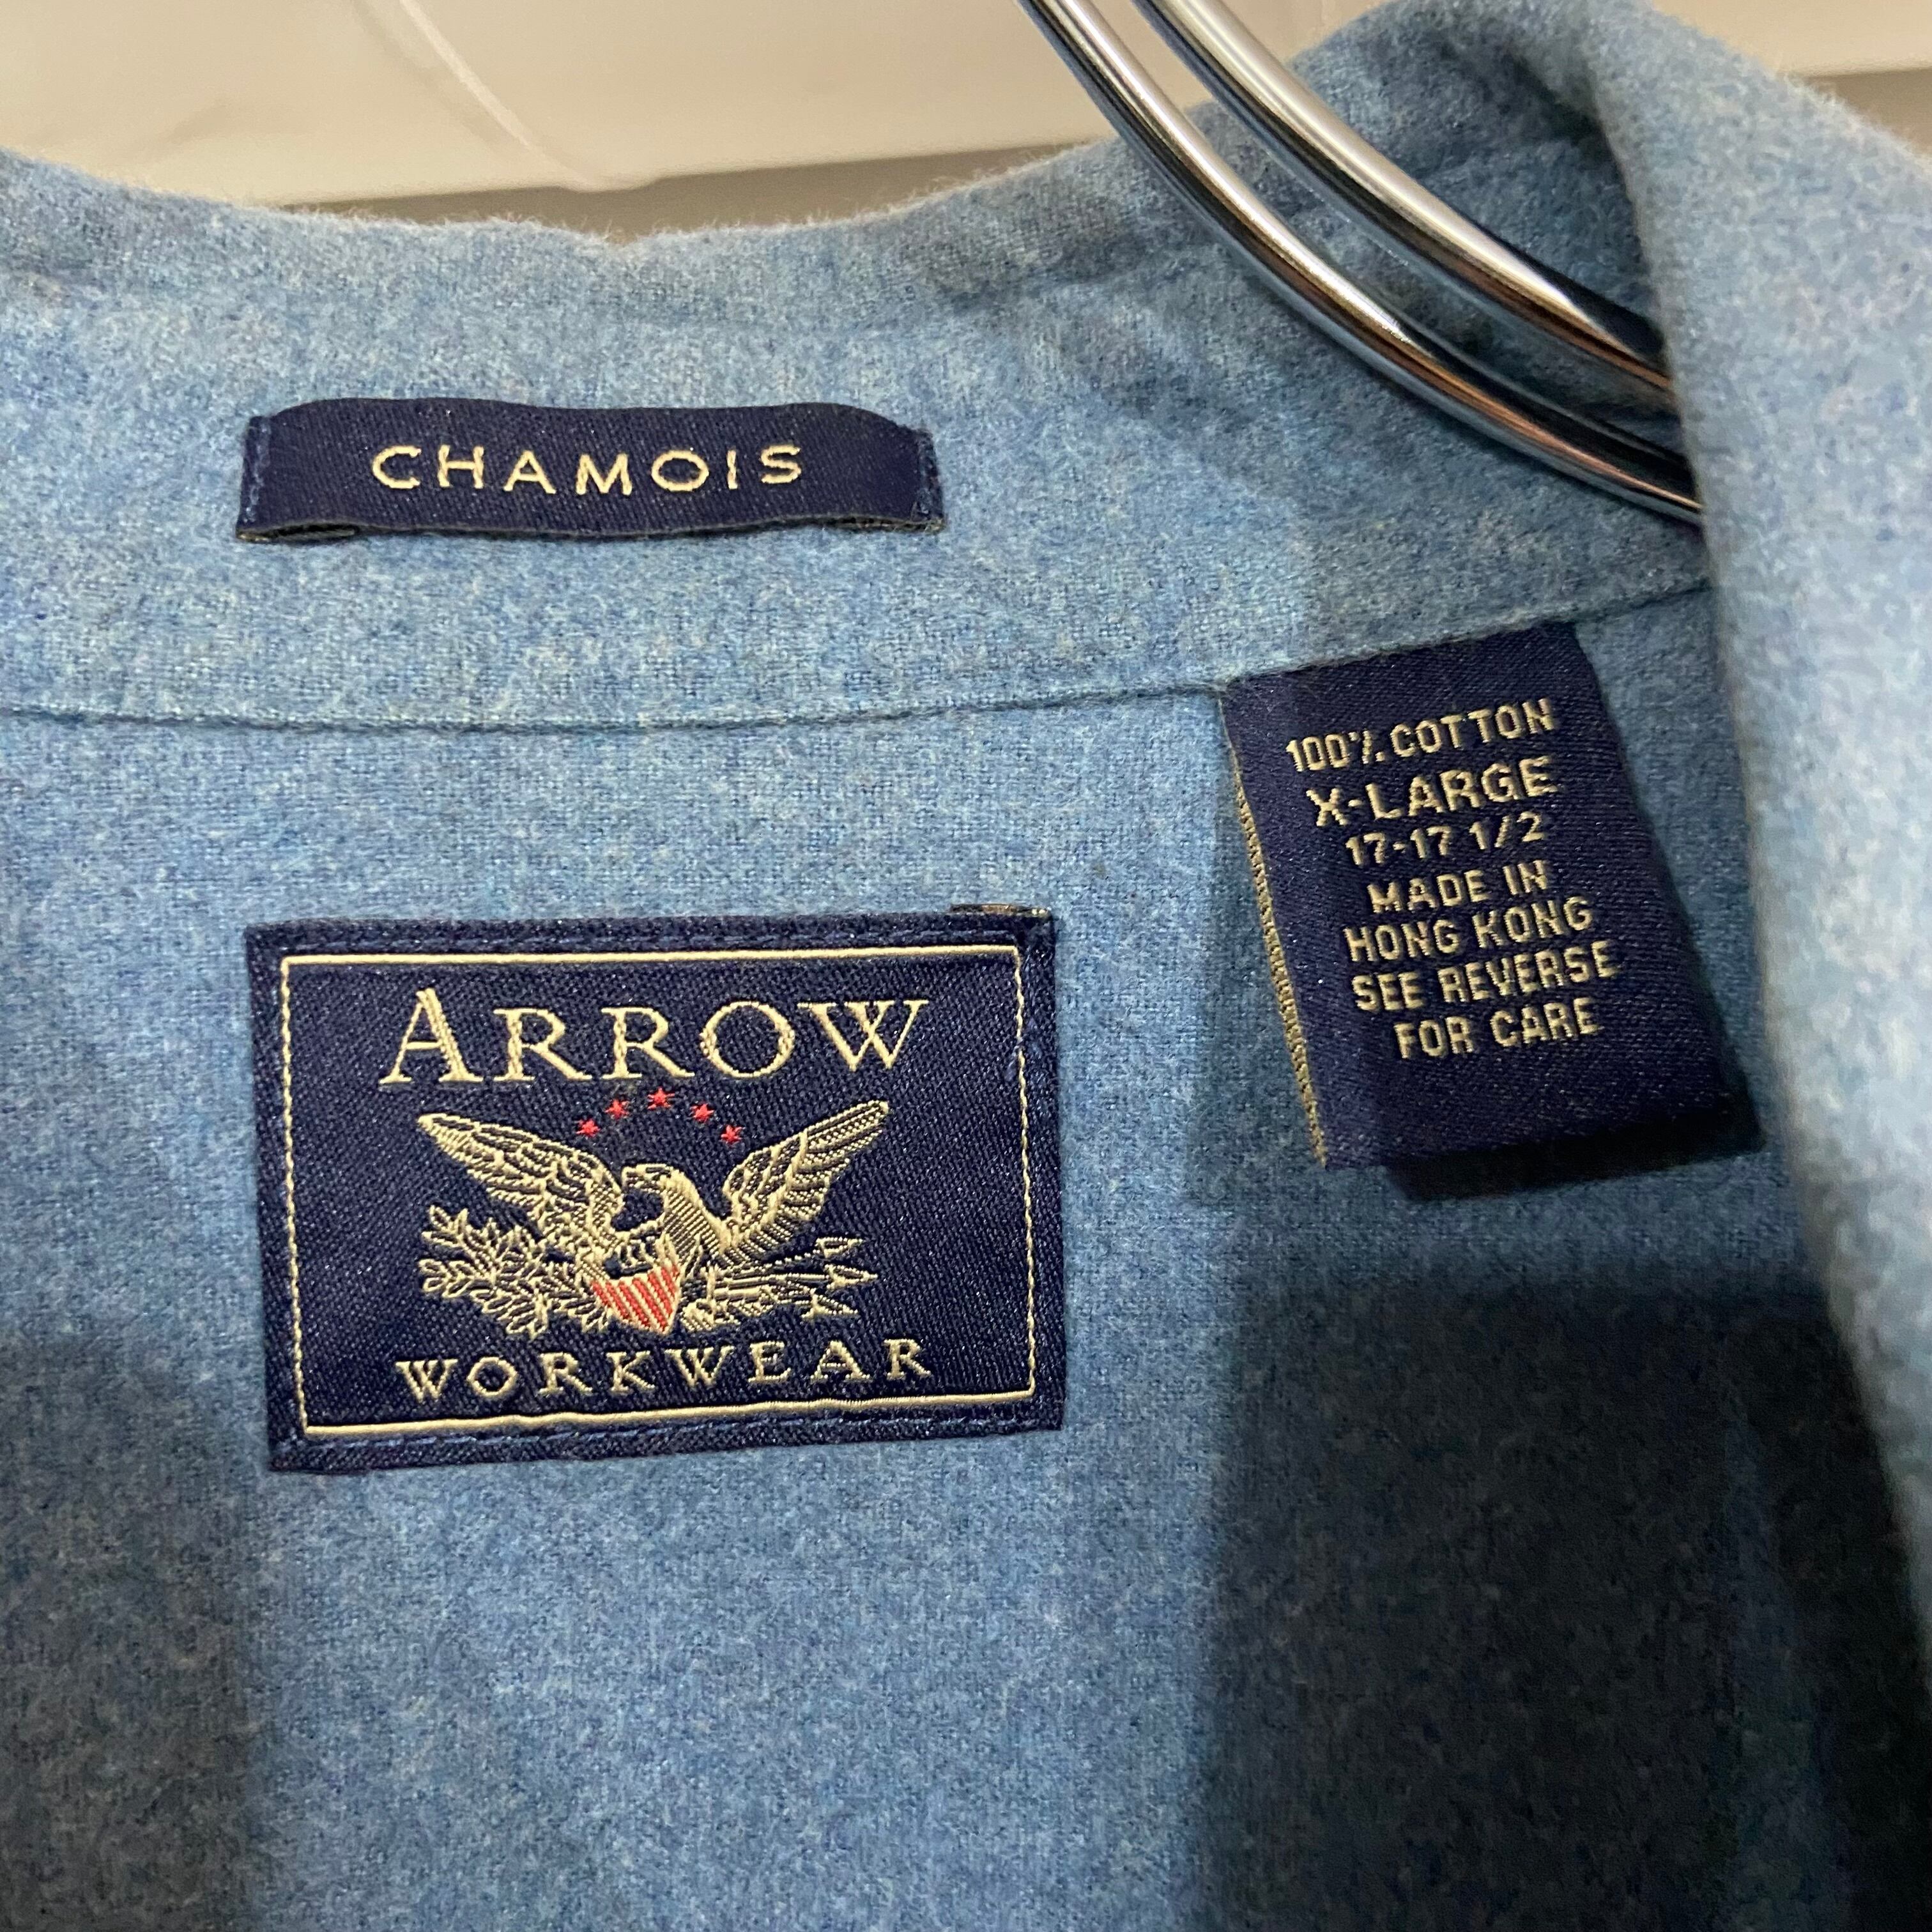 CHAMOIS
ARROW
WORKWEAR
100% COTTON
X-LARGE
17-17 1/2
MADE IN
HONG KONG
SEE REVERSE
FOR CARE